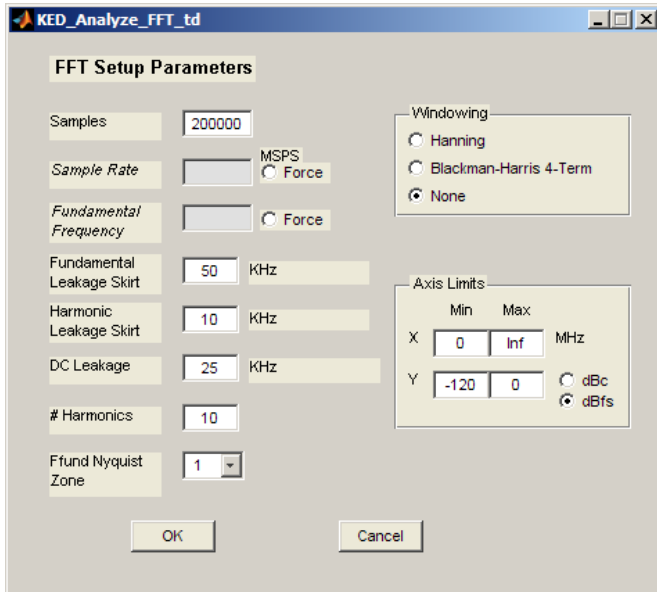 KED_Analyze_FFT_td
FFT Setup Parameters
Samples
200000
Sample Rate
MSPS
Force
Fundamental
Frequency
Force
Fundamental
Leakage Skirt
50
KHz
Harmonic
Leakage Skirt
10
KHz
DC Leakage
25
KHz
# Harmonics
10
Ffund Nyquist
Zone
1
Windowing
Hanning
Blackman-Harris 4-Term
None
Axis Limits
Min Max
X 0 Inf MHz
Y -120 0 dBc
dBfs
OK
Cancel